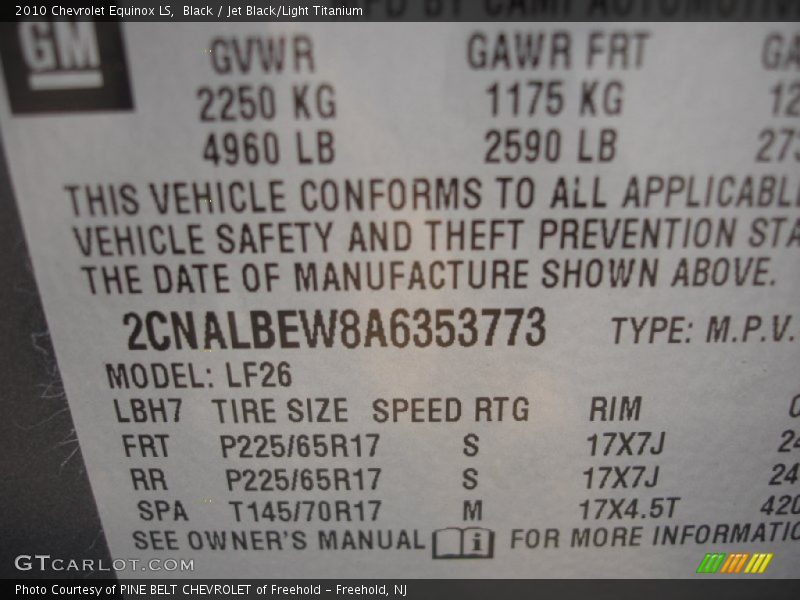 2010 Chevrolet Equinox LS, Black / Jet Black/Light Titanium
GM
GVWR GAWR FRT
2250 KG 1175 KG
4960 LB 2590 LB
THIS VEHICLE CONFORMS TO ALL APPLICABL
VEHICLE SAFETY AND THEFT PREVENTION STA
THE DATE OF MANUFACTURE SHOWN ABOVE.
2CNALBEW8A6353773 TYPE: M.P.V.
MODEL: LF26
LBH7 TIRE SIZE SPEED RTG RIM
FRT P225/65R17 S 17X7J 24
RR P225/65R17 S 17X7J 24
SPA T145/70R17 M 17X4.5T 420
SEE OWNER'S MANUAL i FOR MORE INFORMATIO
GTCARLOT.COM
Photo Courtesy of PINE BELT CHEVROLET of Freehold – Freehold, NJ